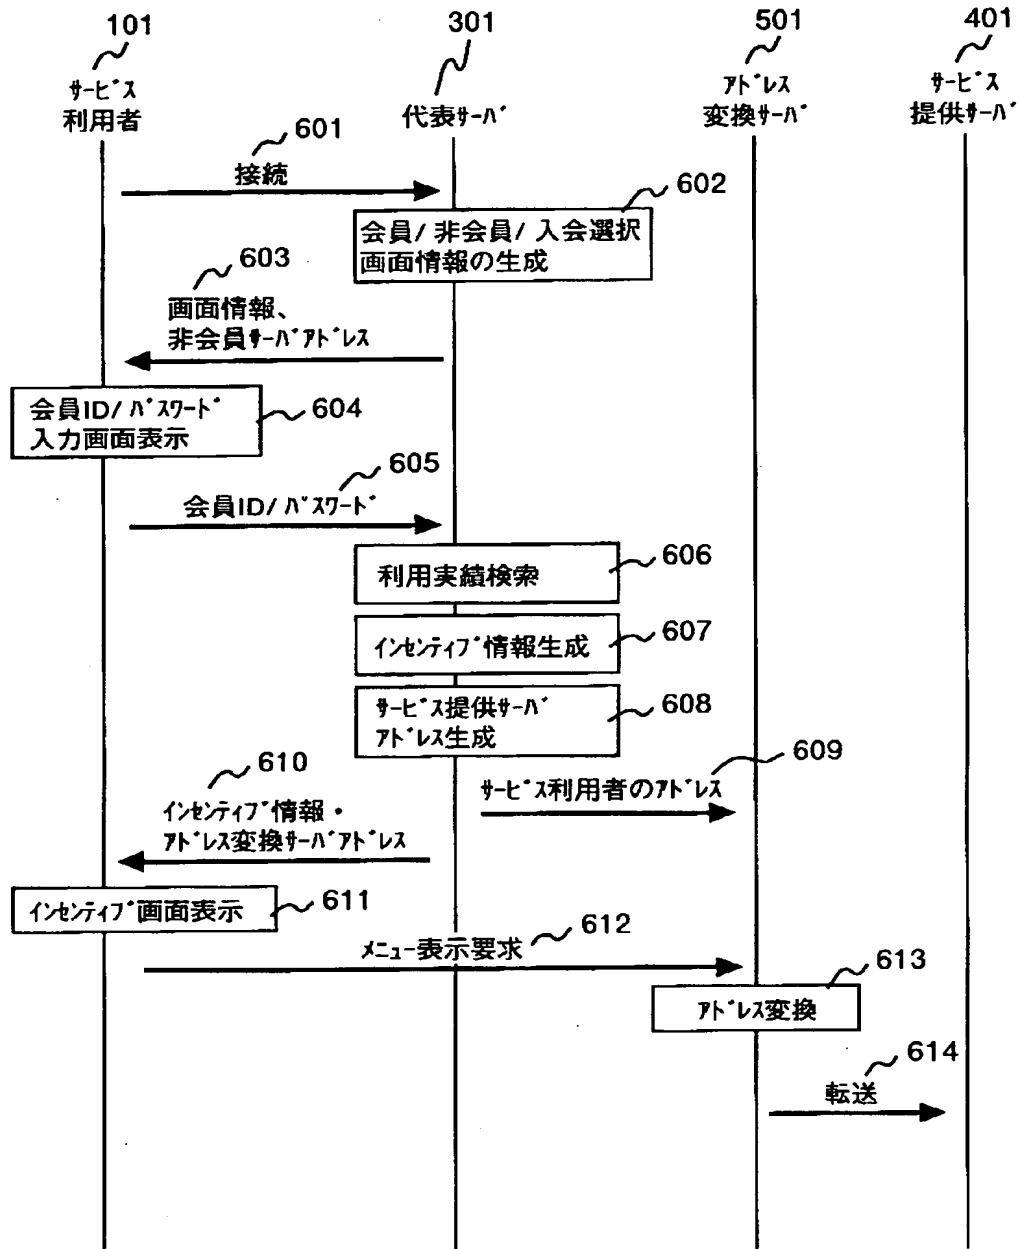 101
301
501
401
サービス
利用者
代表サーバ
アドレス
変換サーバ
サービス
提供サーバ
601
接続
602
会員/非会員/入会選択
画面情報の生成
603
画面情報、
非会員サーバアドレス
会員ID/パスワード
入力画面表示
604
605
会員ID/パスワード
利用実績検索
606
インセンティブ情報生成
607
サービス提供サーバ
アドレス生成
608
609
サービス利用者のアドレス
610
インセンティブ情報・
アドレス変換サーバアドレス
インセンティブ画面表示
611
612
メニュー表示要求
613
アドレス変換
614
転送